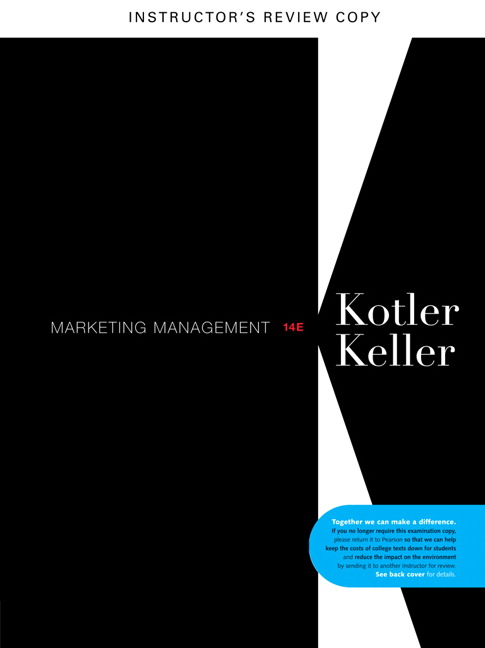 INSTRUCTOR'S REVIEW COPY
MARKETING MANAGEMENT 14E
Kotler
Keller
Together we can make a difference.
If you no longer require this examination copy,
please return it to Pearson so that we can help
keep the costs of college texts down for students
and reduce the impact on the environment
by sending it to another instructor for review.
See back cover for details.